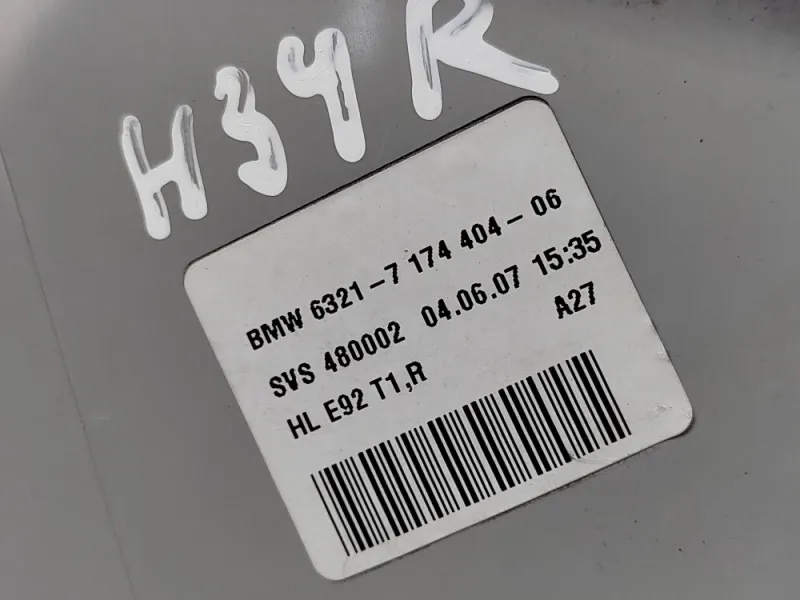 H34R
BMW 6321-7 174 404-06
SVS 480002 04.06.07 15:35
HL E92 T1,R A27